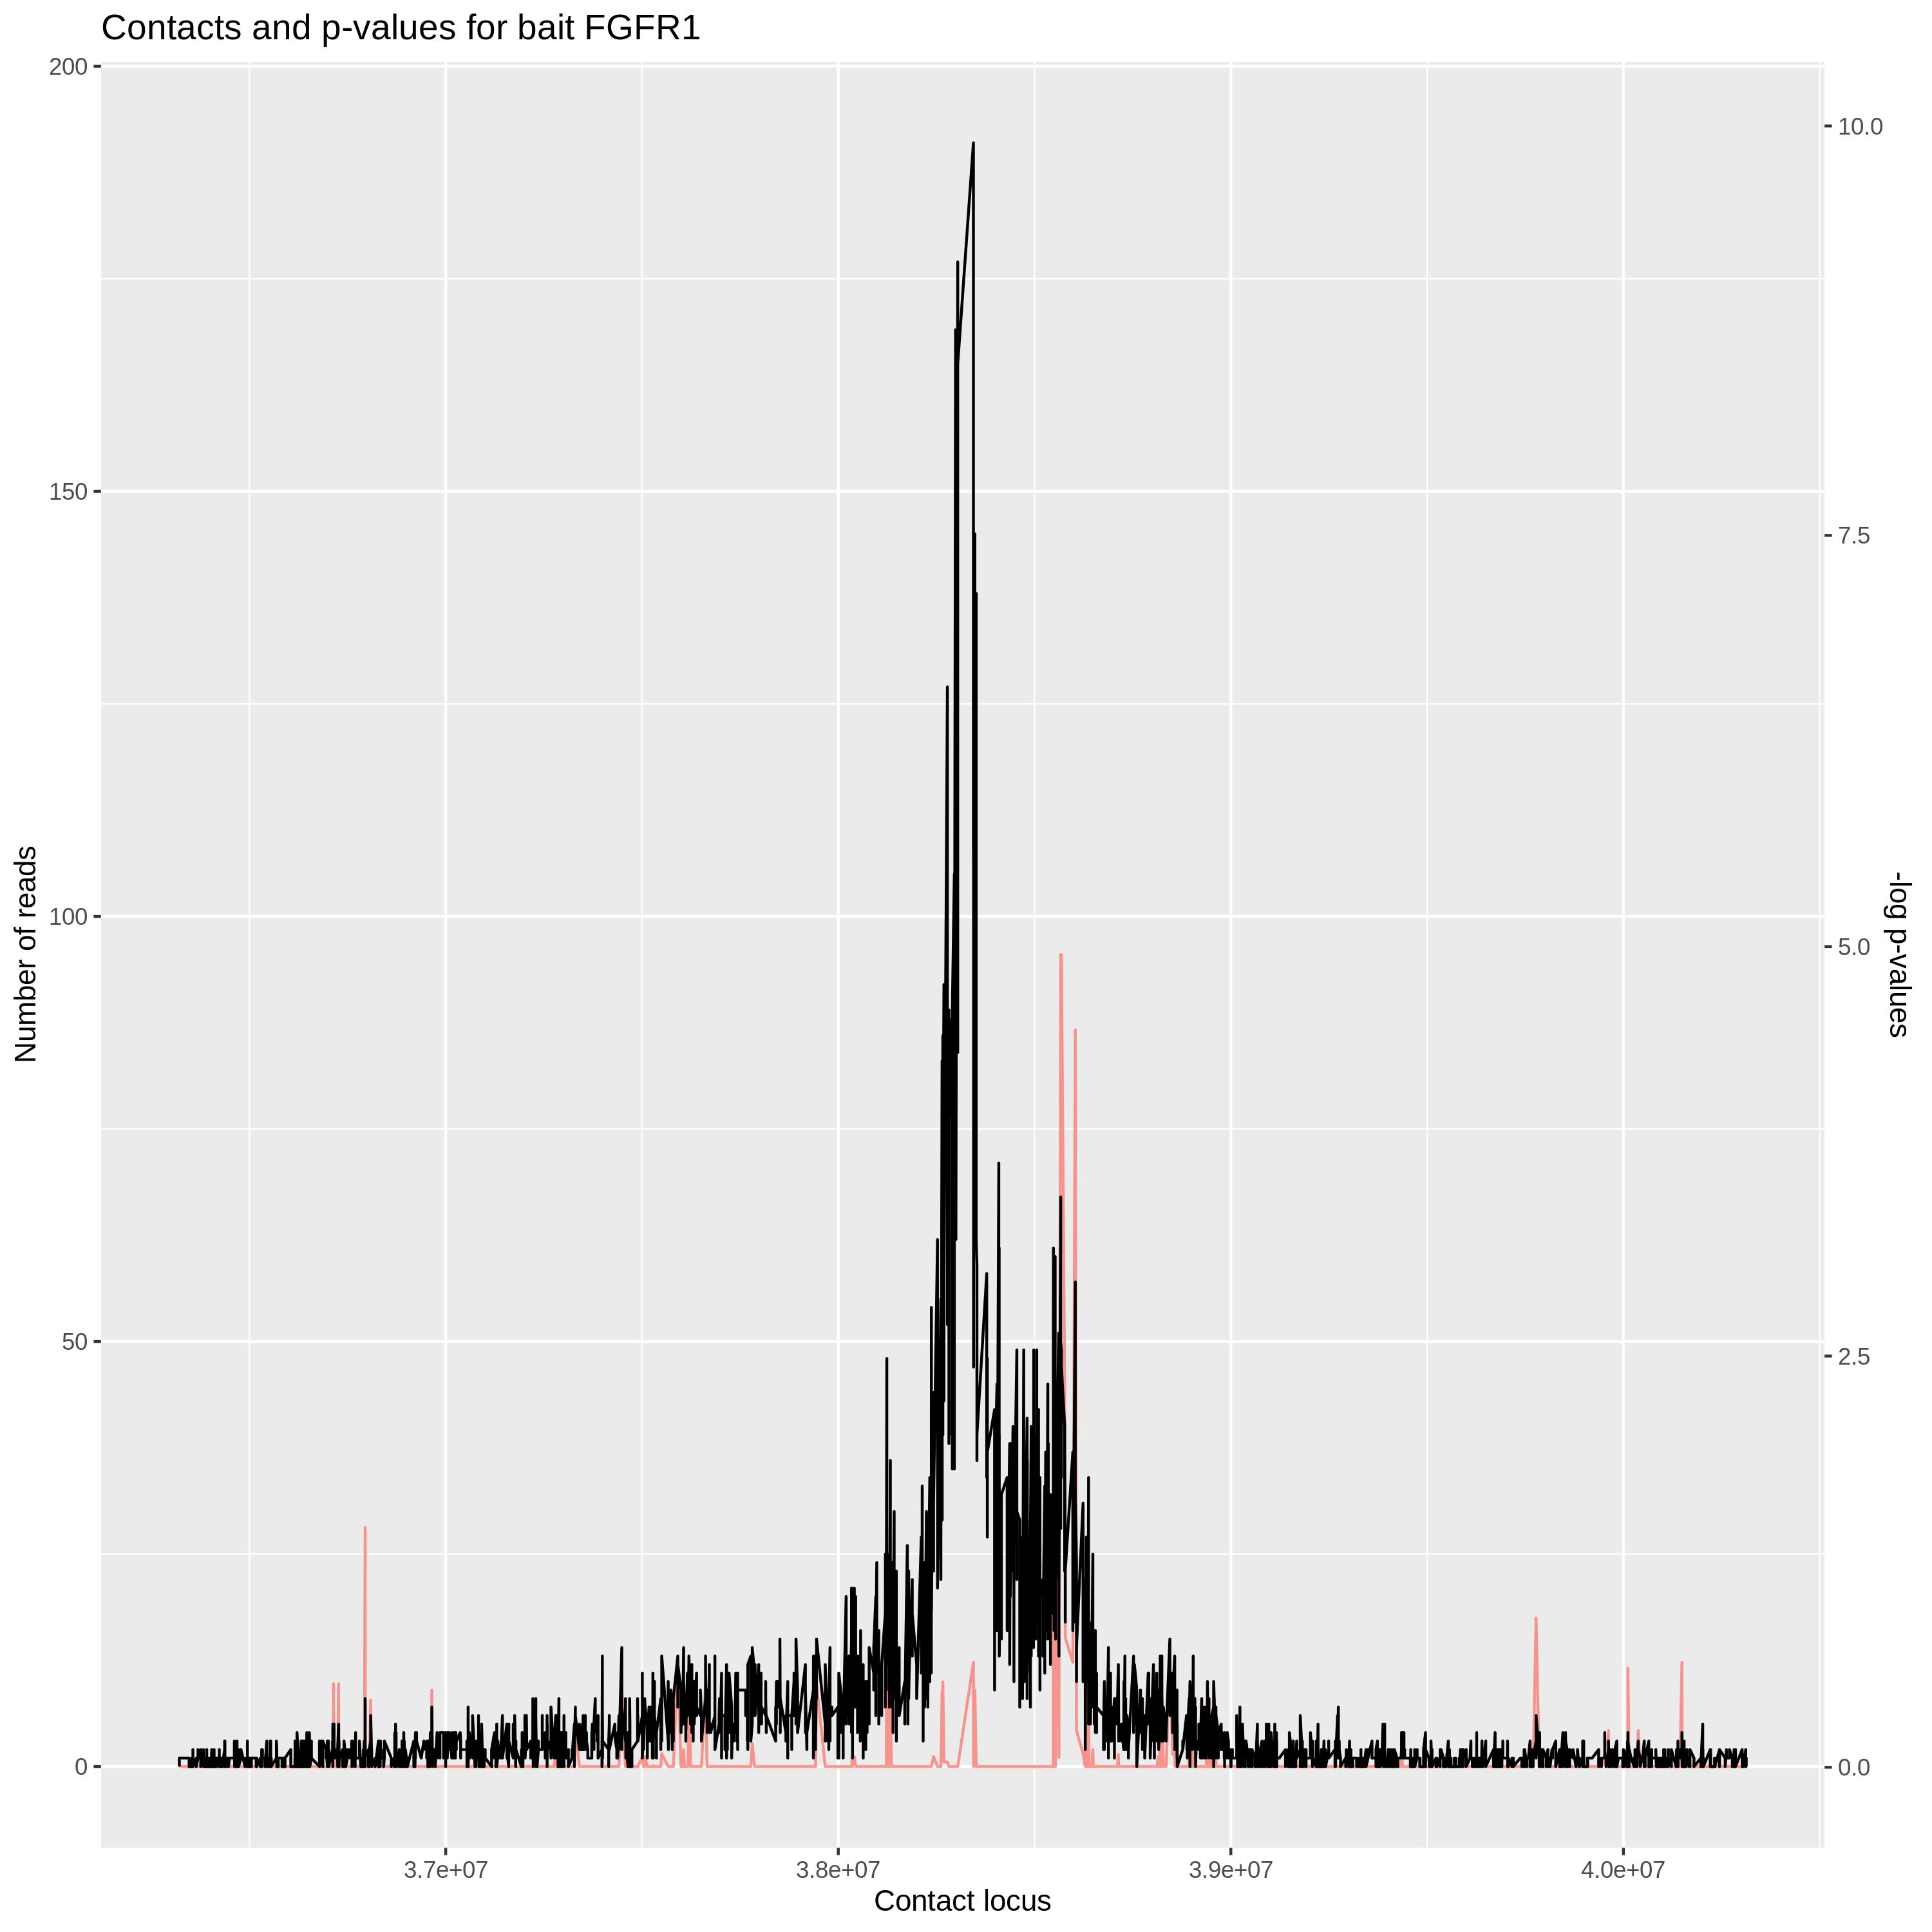 Contacts and p-values for bait FGFR1
200
150
100
50
0
10.0
7.5
5.0
2.5
0.0
Number of reads
-log p-values
3.7e+07
3.8e+07
3.9e+07
4.0e+07
Contact locus